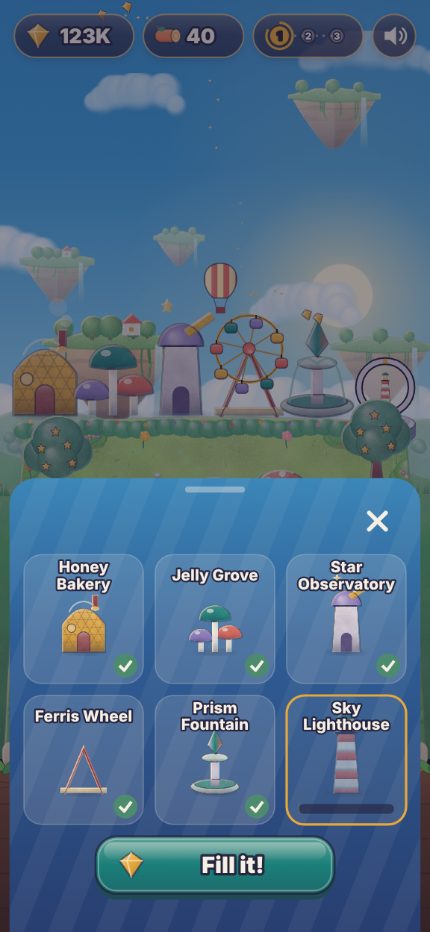 123K
40
1
2
3
Honey
Bakery
Jelly Grove
Star
Observatory
Ferris Wheel
Prism
Fountain
Sky
Lighthouse
Fill it!